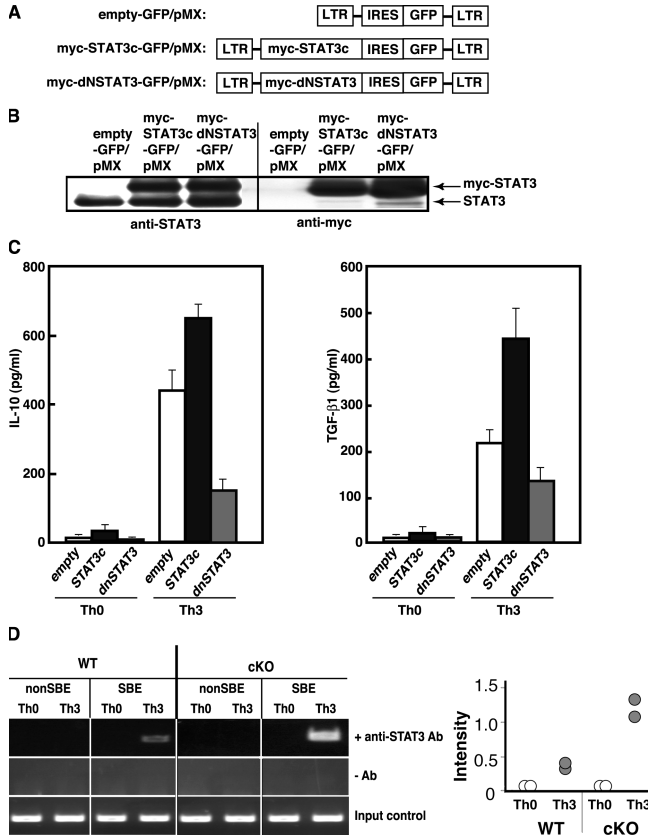 A
empty-GFP/pMX: LTR IRES GFP LTR
myc-STAT3c-GFP/pMX: LTR myc-STAT3c IRES GFP LTR
myc-dNSTAT3-GFP/pMX: LTR myc-dNSTAT3 IRES GFP LTR
B
empty -GFP/ pMX
myc- STAT3c -GFP/ pMX
myc- dNSTAT3 -GFP/ pMX
empty -GFP/ pMX
myc- STAT3c -GFP/ pMX
myc- dNSTAT3 -GFP/ pMX
myc-STAT3
STAT3
anti-STAT3 anti-myc
C
IL-10 (pg/ml)
800
600
400
200
0
empty STAT3c dnSTAT3 empty STAT3c dnSTAT3
Th0 Th3
TGF-β1 (pg/ml)
600
500
400
300
200
100
0
empty STAT3c dnSTAT3 empty STAT3c dnSTAT3
Th0 Th3
D
WT cKO
nonSBE SBE nonSBE SBE
Th0 Th3 Th0 Th3 Th0 Th3 Th0 Th3
+ anti-STAT3 Ab
- Ab
Input control
Intensity
1.5
1.0
0.5
0
Th0 Th3 Th0 Th3
WT cKO